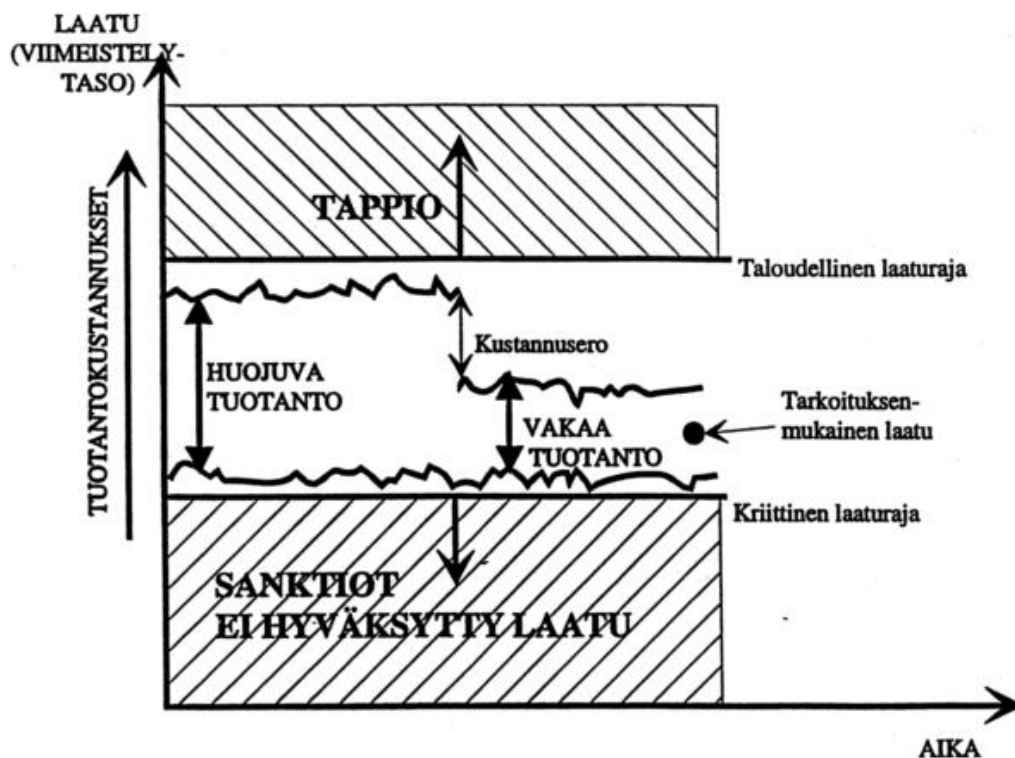 LAATU
(VIIMEISTELY-
TASO)
TUOTANTOKUSTANNUKSET
TAPPIO
Taloudellinen laaturaja
Kustannusero
HUOJUVA
TUOTANTO
VAKAA
TUOTANTO
Tarkoituksen-
mukainen laatu
Kriittinen laaturaja
SANKTIOT
EI HYVÄKSYTTY LAATU
AIKA